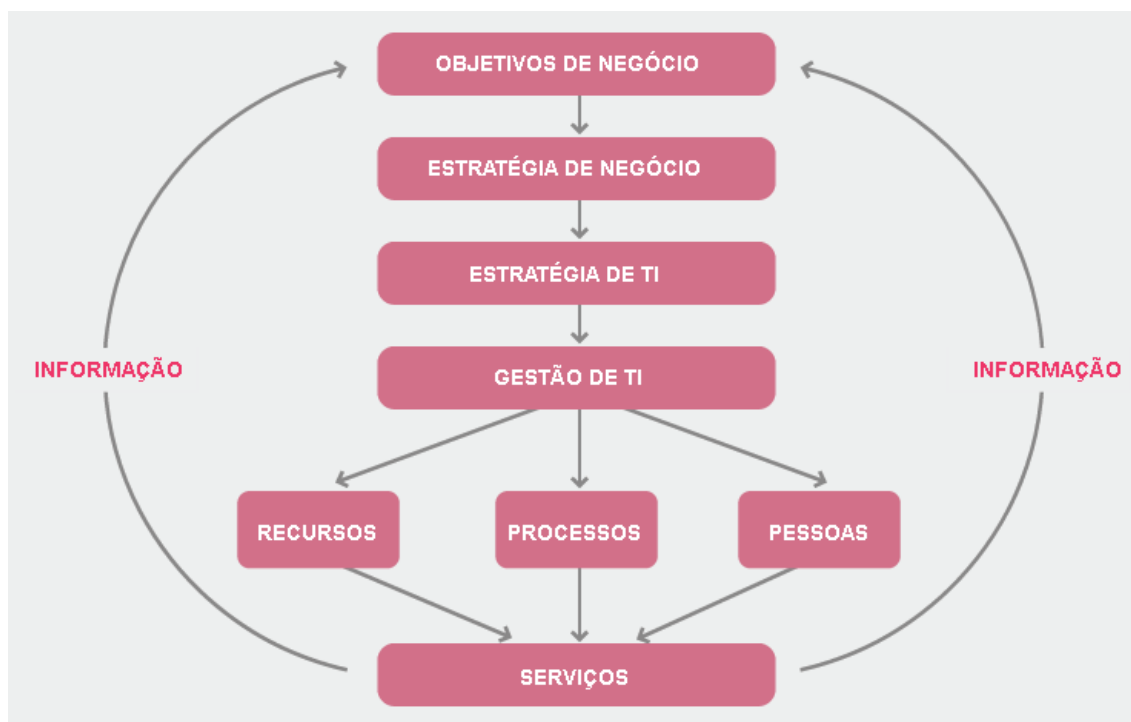 OBJETIVOS DE NEGÓCIO
ESTRATÉGIA DE NEGÓCIO
ESTRATÉGIA DE TI
INFORMAÇÃO
GESTÃO DE TI
INFORMAÇÃO
RECURSOS
PROCESSOS
PESSOAS
SERVIÇOS